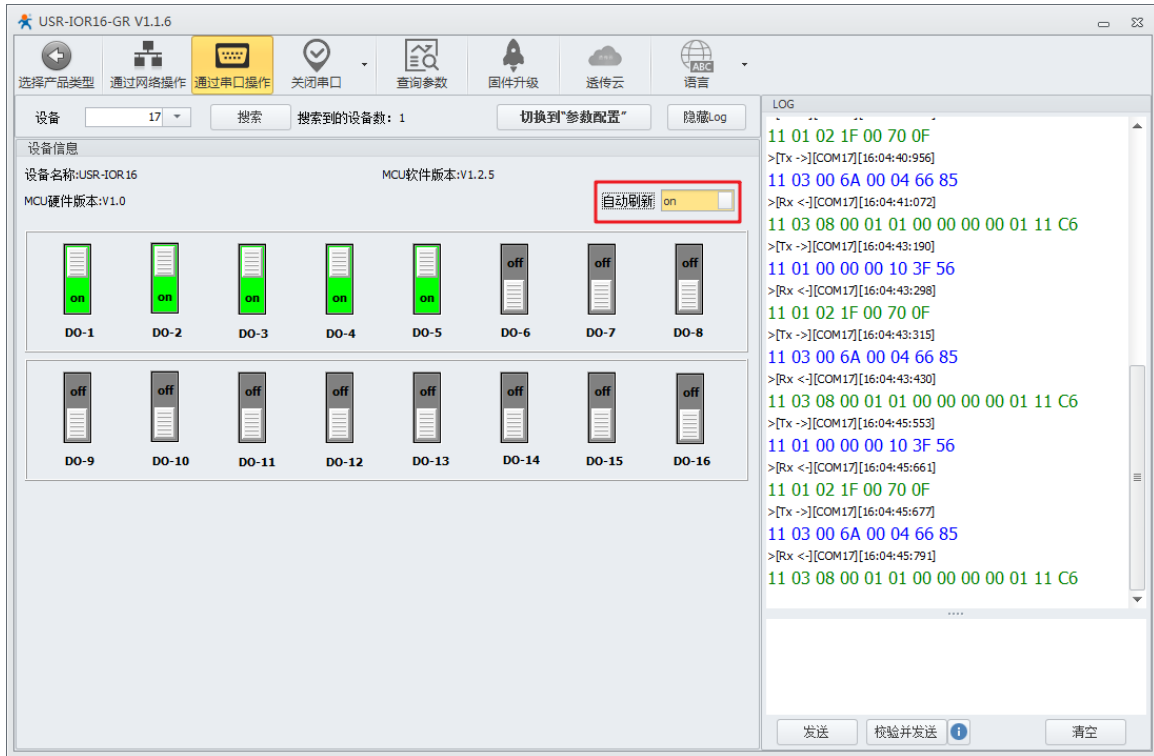 USR-IOR16-GR V1.1.6
选择产品类型 通过网络操作 通过串口操作 关闭串口 查询参数 固件升级 透传云 语言
设备 17 搜索 搜索到的设备数: 1 切换到"参数配置" 隐藏Log
设备信息
设备名称:USR-IOR16 MCU软件版本:V1.2.5
MCU硬件版本:V1.0 自动刷新 on
on on on on on off off off
DO-1 DO-2 DO-3 DO-4 DO-5 DO-6 DO-7 DO-8
off off off off off off off off
DO-9 DO-10 DO-11 DO-12 DO-13 DO-14 DO-15 DO-16
LOG
11 01 02 1F 00 70 0F
>[Tx ->][COM17][16:04:40:956]
11 03 00 6A 00 04 66 85
>[Rx <-][COM17][16:04:41:072]
11 03 08 00 01 01 00 00 00 00 01 11 C6
>[Tx ->][COM17][16:04:43:190]
11 01 00 00 00 10 3F 56
>[Rx <-][COM17][16:04:43:298]
11 01 02 1F 00 70 0F
>[Tx ->][COM17][16:04:43:315]
11 03 00 6A 00 04 66 85
>[Rx <-][COM17][16:04:43:430]
11 03 08 00 01 01 00 00 00 00 01 11 C6
>[Tx ->][COM17][16:04:45:553]
11 01 00 00 00 10 3F 56
>[Rx <-][COM17][16:04:45:661]
11 01 02 1F 00 70 0F
>[Tx ->][COM17][16:04:45:677]
11 03 00 6A 00 04 66 85
>[Rx <-][COM17][16:04:45:791]
11 03 08 00 01 01 00 00 00 00 01 11 C6
发送 校验并发送 清空